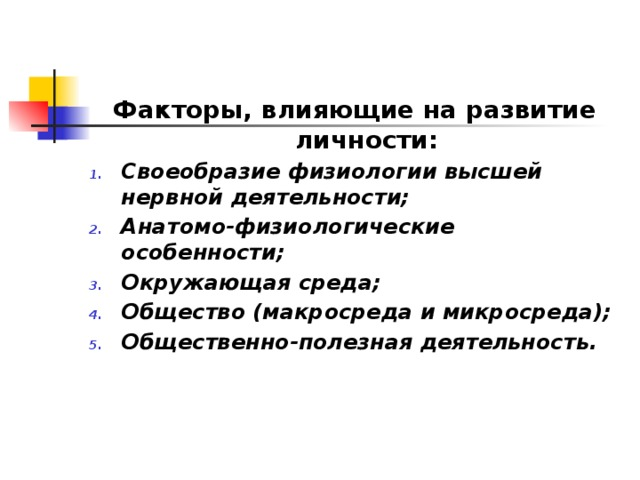 Факторы, влияющие на развитие
личности:
1. Своеобразие физиологии высшей
нервной деятельности;
2. Анатомо-физиологические
особенности;
3. Окружающая среда;
4. Общество (макросреда и микросреда);
5. Общественно-полезная деятельность.